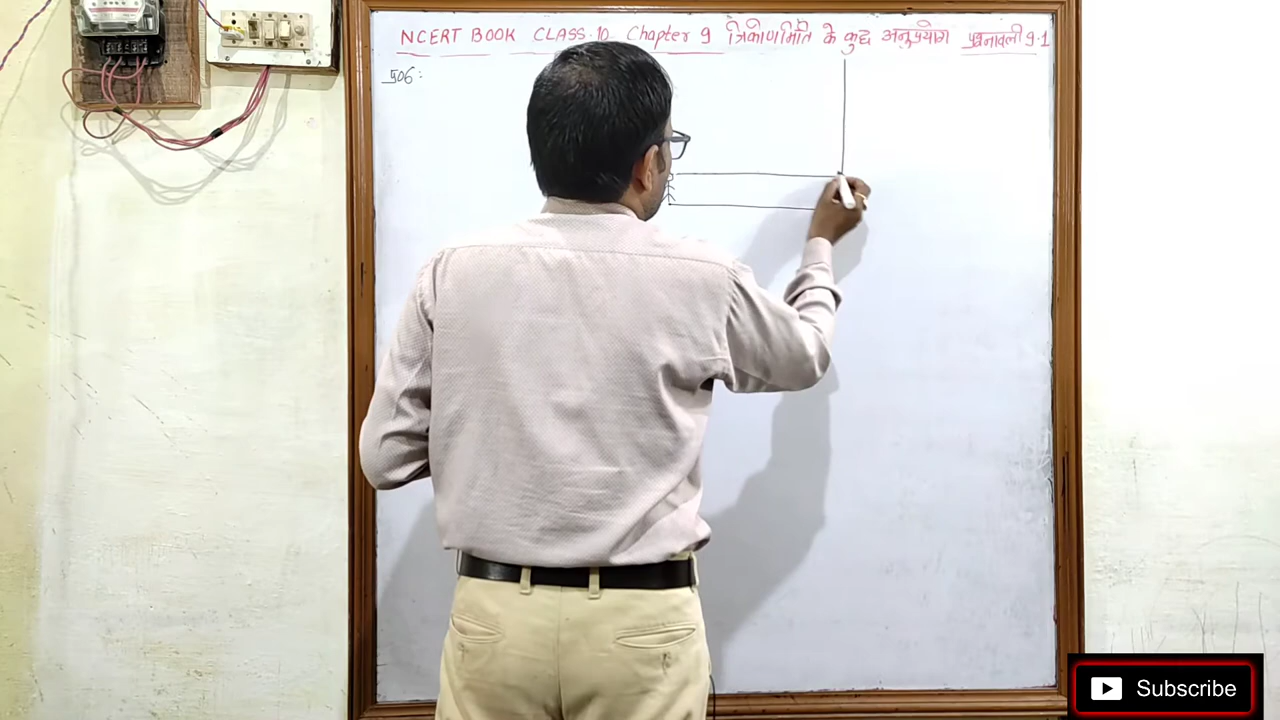 NCERT BOOK CLASS-10 Chapter 9 त्रिकोणमिति के कुछ अनुप्रयोग प्रश्नावली 9.1
प्र06:
Subscribe